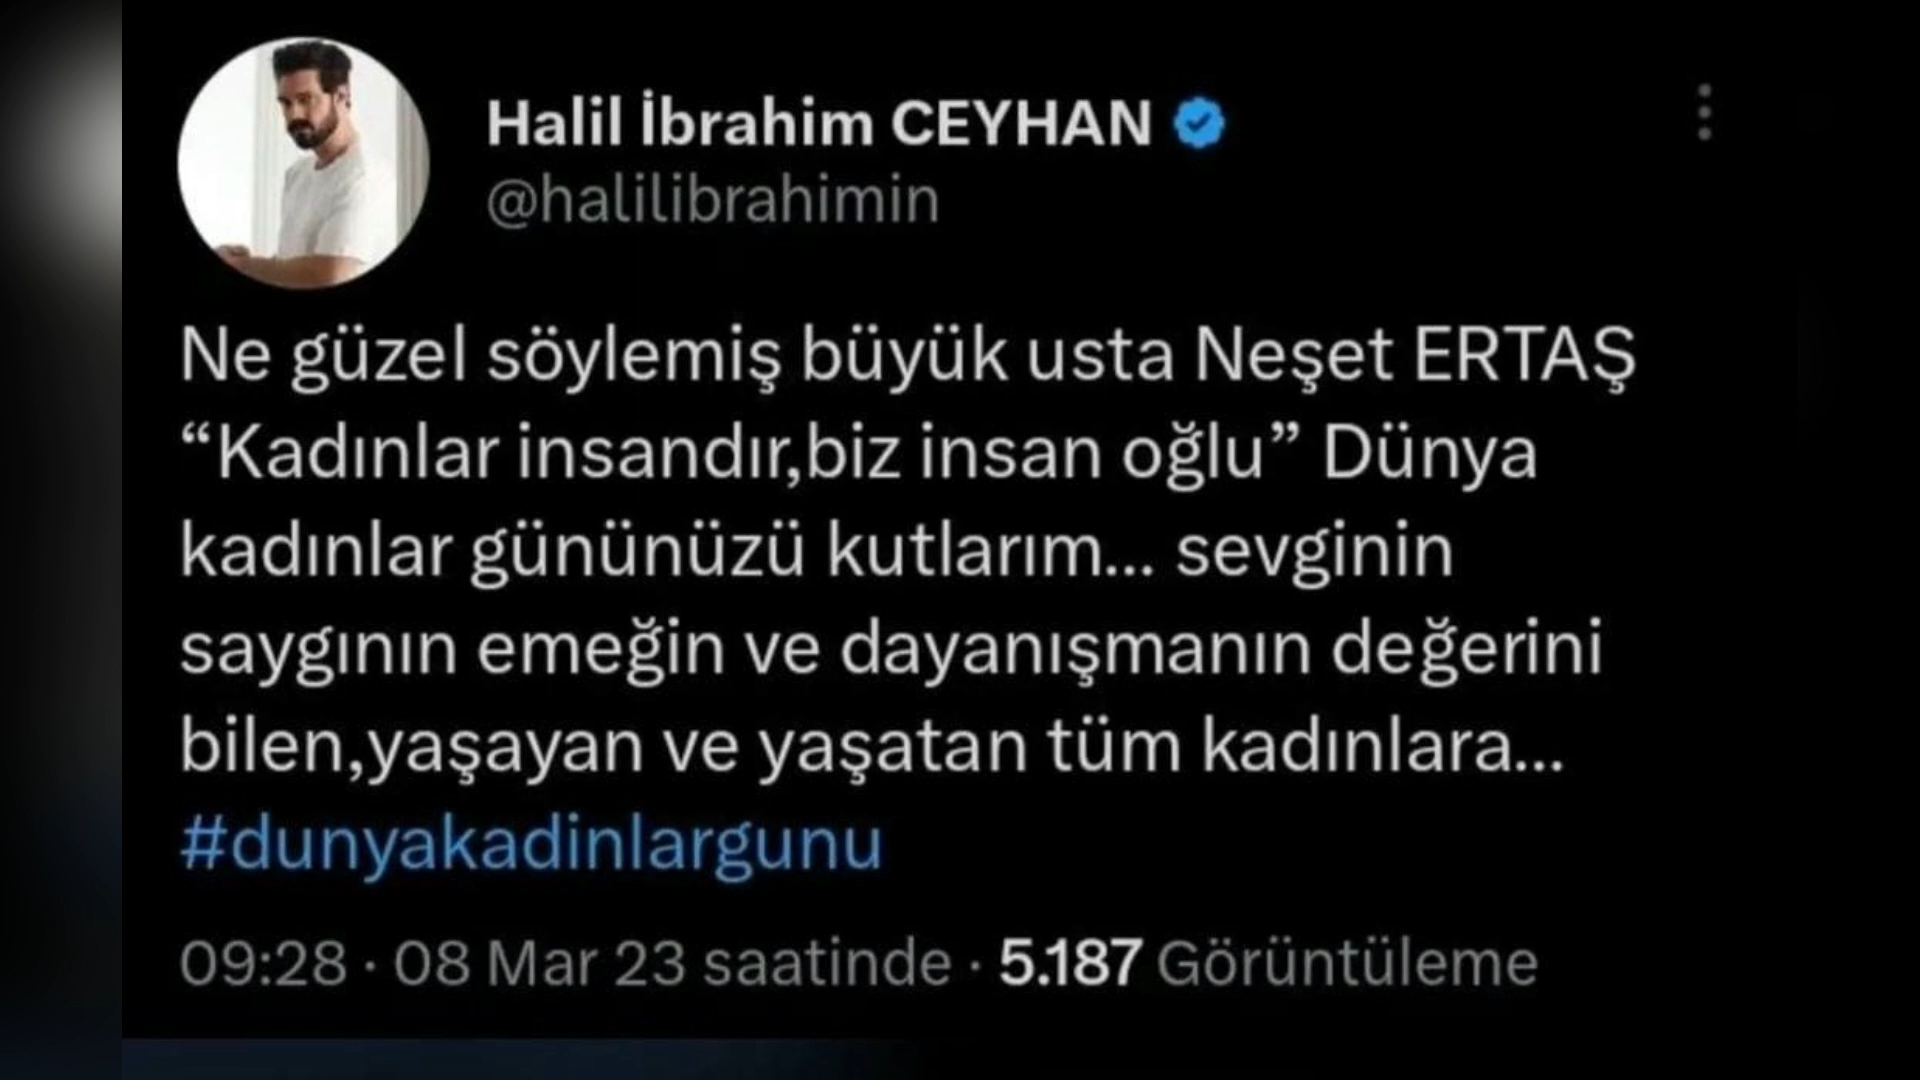 Halil İbrahim CEYHAN
@halilibrahimin
Ne güzel söylemiş büyük usta Neşet ERTAŞ
“Kadınlar insandır,biz insan oğlu” Dünya
kadınlar gününüzü kutlarım... sevginin
saygının emeğin ve dayanışmanın değerini
bilen,yaşayan ve yaşatan tüm kadınlara...
#dunyakadinlargunu
09:28 · 08 Mar 23 saatinde · 5.187 Görüntüleme